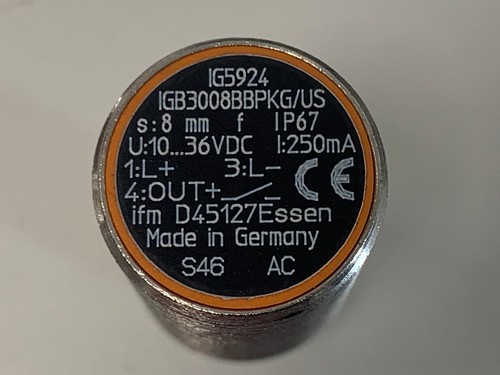 IG5924
IGB3008BBPKG/US
s:8 mm f IP67
U:10...36VDC I:250mA
1:L+ 3:L- CE
4:OUT+
ifm D45127Essen
Made in Germany
S46 AC